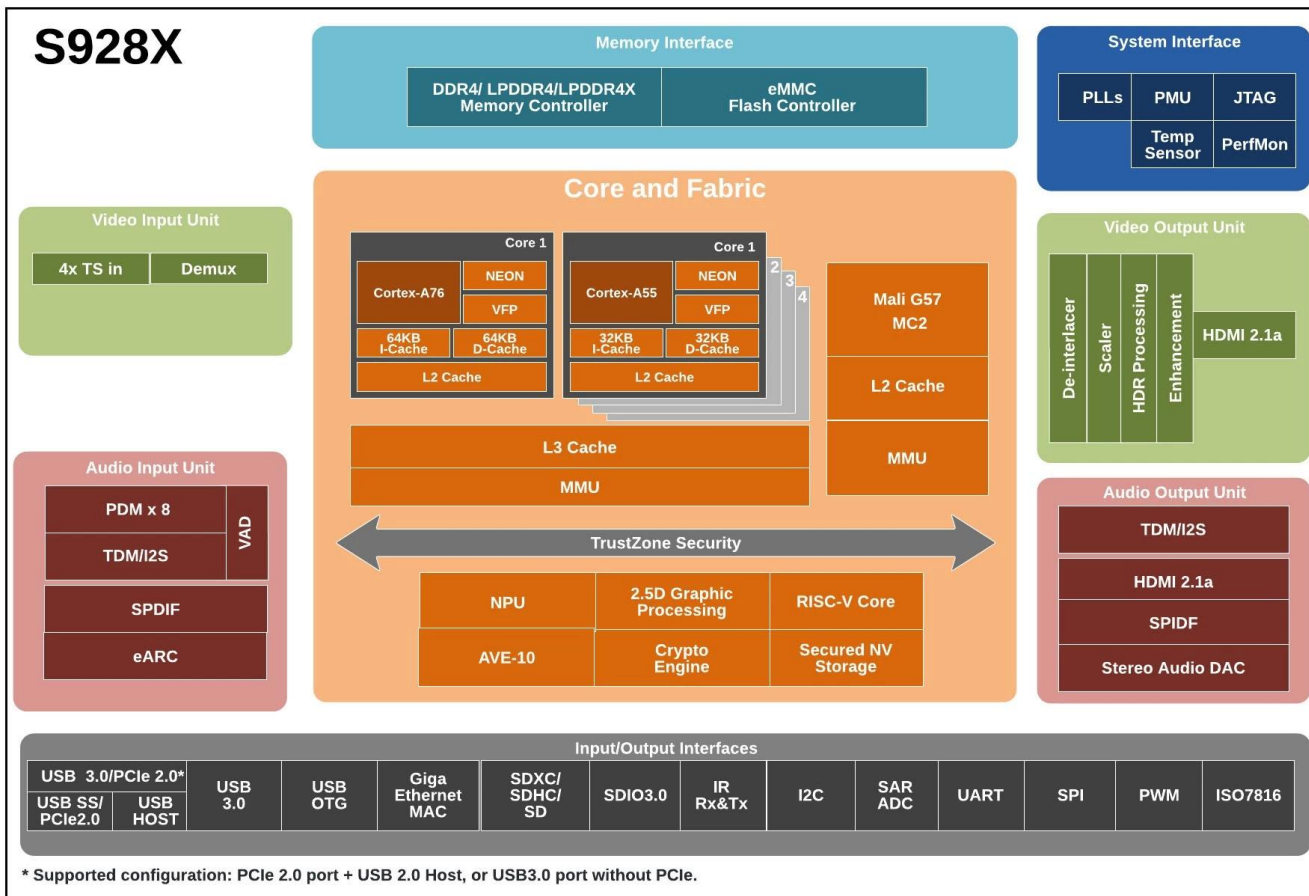 S928X
Memory Interface
DDR4/ LPDDR4/LPDDR4X
Memory Controller
eMMC
Flash Controller
System Interface
PLLs
PMU
JTAG
Temp
Sensor
PerfMon
Video Input Unit
4x TS in
Demux
Core and Fabric
Core 1
Cortex-A76
NEON
VFP
64KB
I-Cache
64KB
D-Cache
L2 Cache
Core 1
Cortex-A55
NEON
VFP
32KB
I-Cache
32KB
D-Cache
L2 Cache
2
3
4
Mali G57
MC2
L2 Cache
MMU
L3 Cache
MMU
TrustZone Security
NPU
2.5D Graphic
Processing
RISC-V Core
AVE-10
Crypto
Engine
Secured NV
Storage
Video Output Unit
De-interlacer
Scaler
HDR Processing
Enhancement
HDMI 2.1a
Audio Input Unit
PDM x 8
TDM/I2S
VAD
SPDIF
eARC
Audio Output Unit
TDM/I2S
HDMI 2.1a
SPIDF
Stereo Audio DAC
Input/Output Interfaces
USB 3.0/PCIe 2.0*
USB SS/
PCIe2.0
USB
HOST
USB
3.0
USB
OTG
Giga
Ethernet
MAC
SDXC/
SDHC/
SD
SDIO3.0
IR
Rx&Tx
I2C
SAR
ADC
UART
SPI
PWM
ISO7816
* Supported configuration: PCIe 2.0 port + USB 2.0 Host, or USB3.0 port without PCIe.